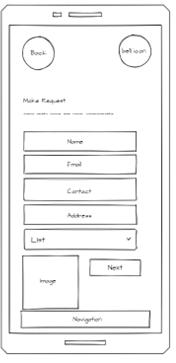 Back
bell icon
Make Request
Name
Email
Contact
Address
List
Image
Next
Navigation